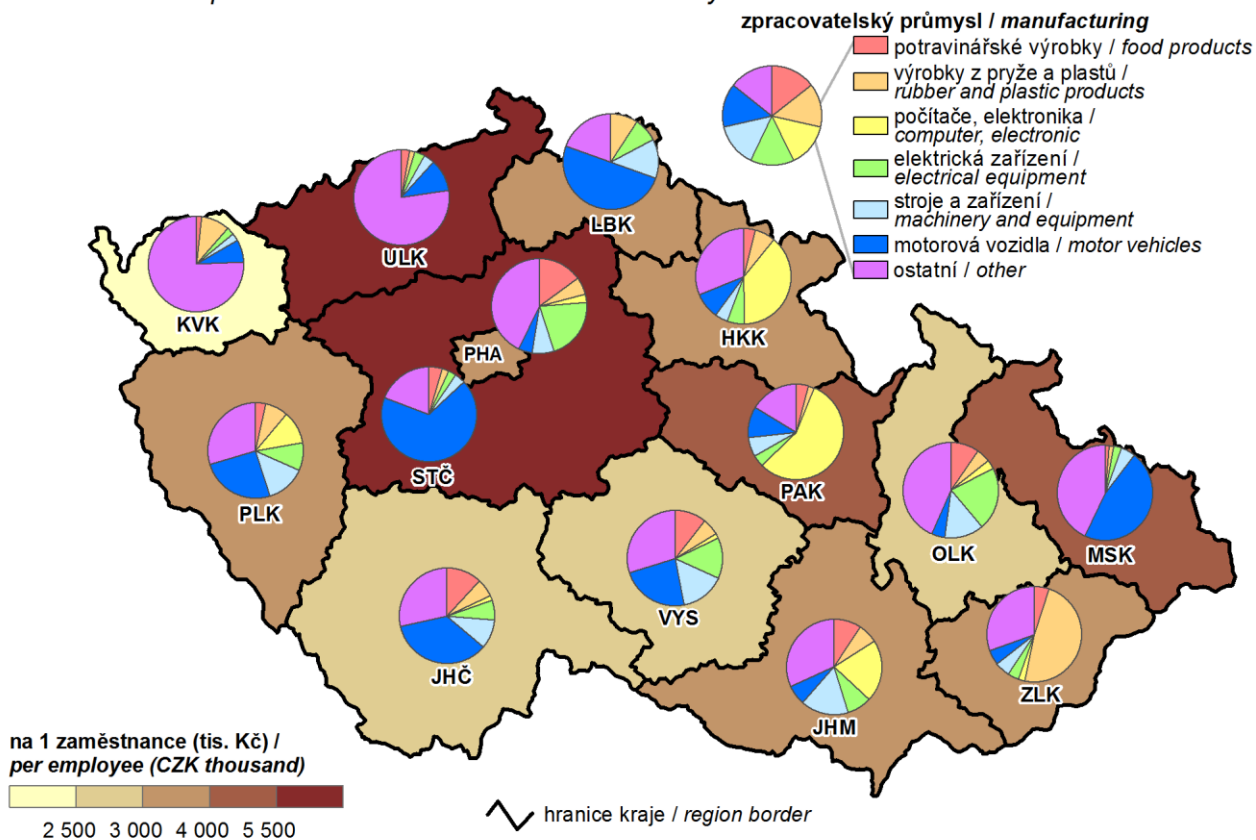 zpracovatelský průmysl / manufacturing
potravinářské výrobky / food products
výrobky z pryže a plastů /
rubber and plastic products
počítače, elektronika /
computer, electronic
elektrická zařízení /
electrical equipment
stroje a zařízení /
machinery and equipment
motorová vozidla / motor vehicles
ostatní / other
LBK
ULK
KVK
HKK
PHA
STČ
PAK
PLK
OLK
MSK
VYS
JHČ
ZLK
JHM
na 1 zaměstnance (tis. Kč) /
per employee (CZK thousand)
2 500 3 000 4 000 5 500
hranice kraje / region border